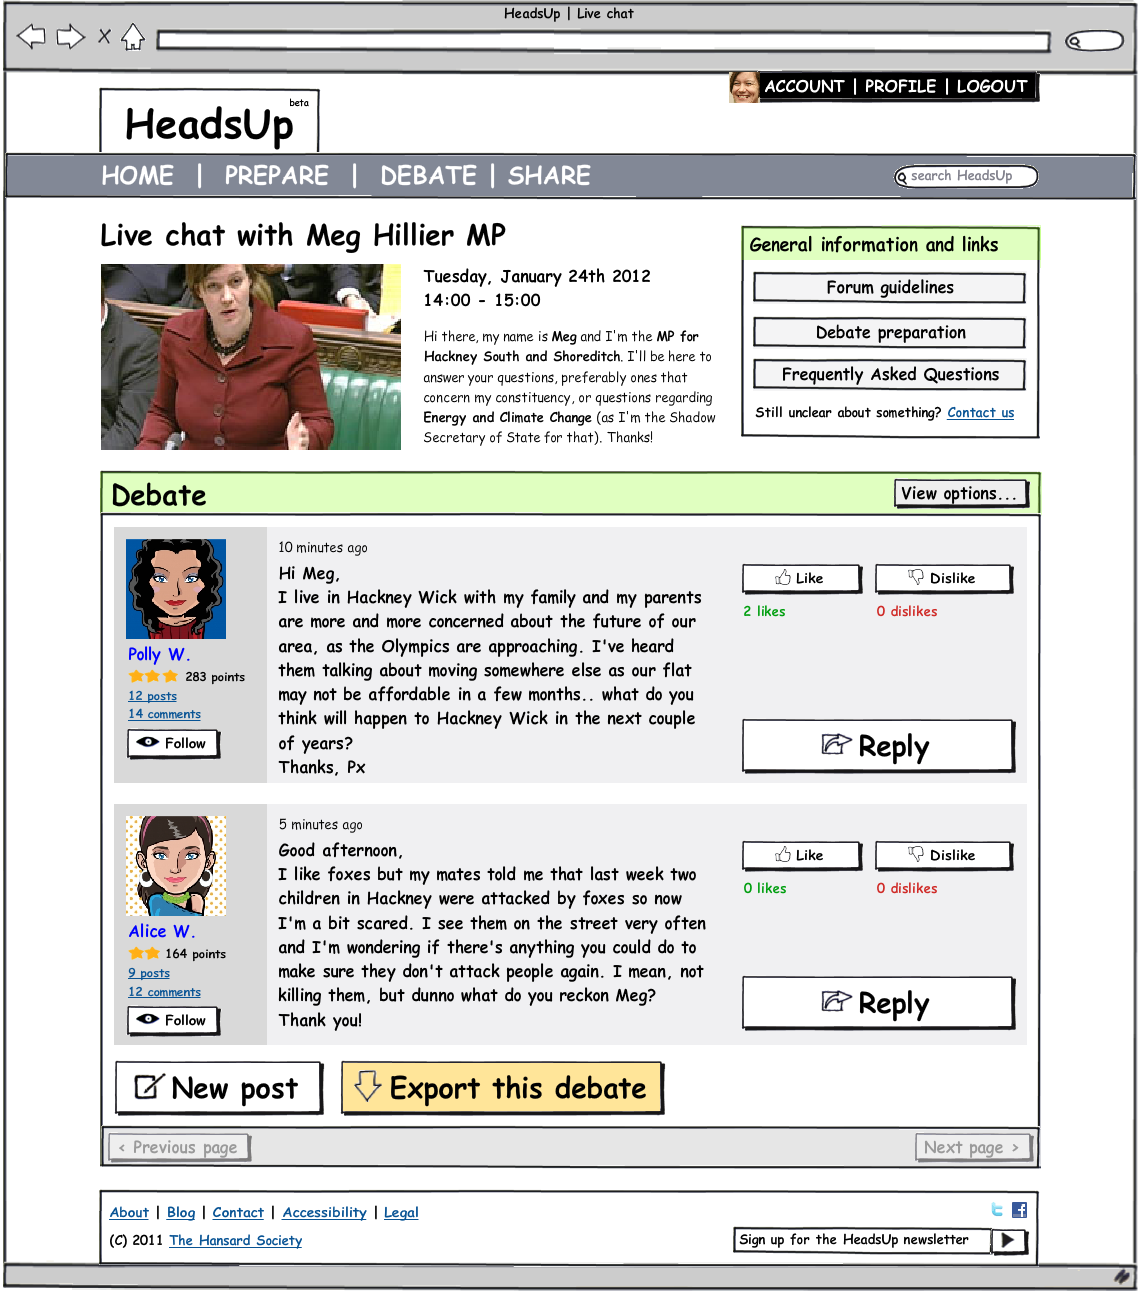 HeadsUp | Live chat
ACCOUNT | PROFILE | LOGOUT
beta
HeadsUp
HOME | PREPARE | DEBATE | SHARE
search HeadsUp
Live chat with Meg Hillier MP
Tuesday, January 24th 2012
14:00 - 15:00
Hi there, my name is Meg and I'm the MP for
Hackney South and Shoreditch. I'll be here to
answer your questions, preferably ones that
concern my constituency, or questions regarding
Energy and Climate Change (as I'm the Shadow
Secretary of State for that). Thanks!
General information and links
Forum guidelines
Debate preparation
Frequently Asked Questions
Still unclear about something? Contact us
Debate
View options...
Polly W.
283 points
12 posts
14 comments
Follow
10 minutes ago
Hi Meg,
I live in Hackney Wick with my family and my parents
are more and more concerned about the future of our
area, as the Olympics are approaching. I've heard
them talking about moving somewhere else as our flat
may not be affordable in a few months.. what do you
think will happen to Hackney Wick in the next couple
of years?
Thanks, Px
Like
Dislike
2 likes
0 dislikes
Reply
Alice W.
164 points
9 posts
12 comments
Follow
5 minutes ago
Good afternoon,
I like foxes but my mates told me that last week two
children in Hackney were attacked by foxes so now
I'm a bit scared. I see them on the street very often
and I'm wondering if there's anything you could do to
make sure they don't attack people again. I mean, not
killing them, but dunno what do you reckon Meg?
Thank you!
Like
Dislike
0 likes
0 dislikes
Reply
New post
Export this debate
< Previous page
Next page >
About | Blog | Contact | Accessibility | Legal
(C) 2011 The Hansard Society
Sign up for the HeadsUp newsletter